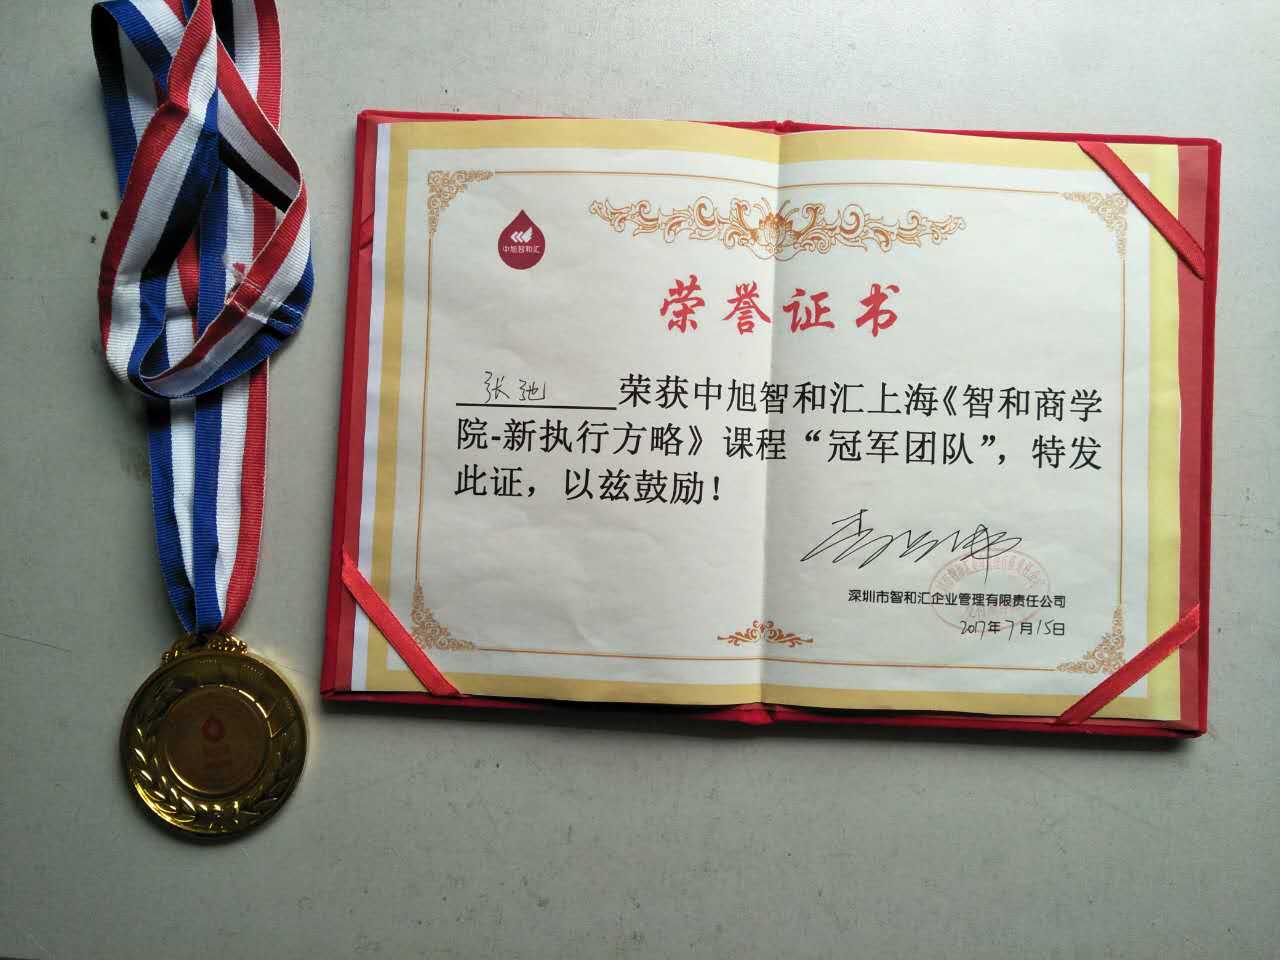 中旭智和汇
荣誉证书
张弛 荣获中旭智和汇上海《智和商学
院-新执行方略》课程“冠军团队”，特发
此证，以兹鼓励！
深圳市智和汇企业管理有限责任公司
2017年7月15日